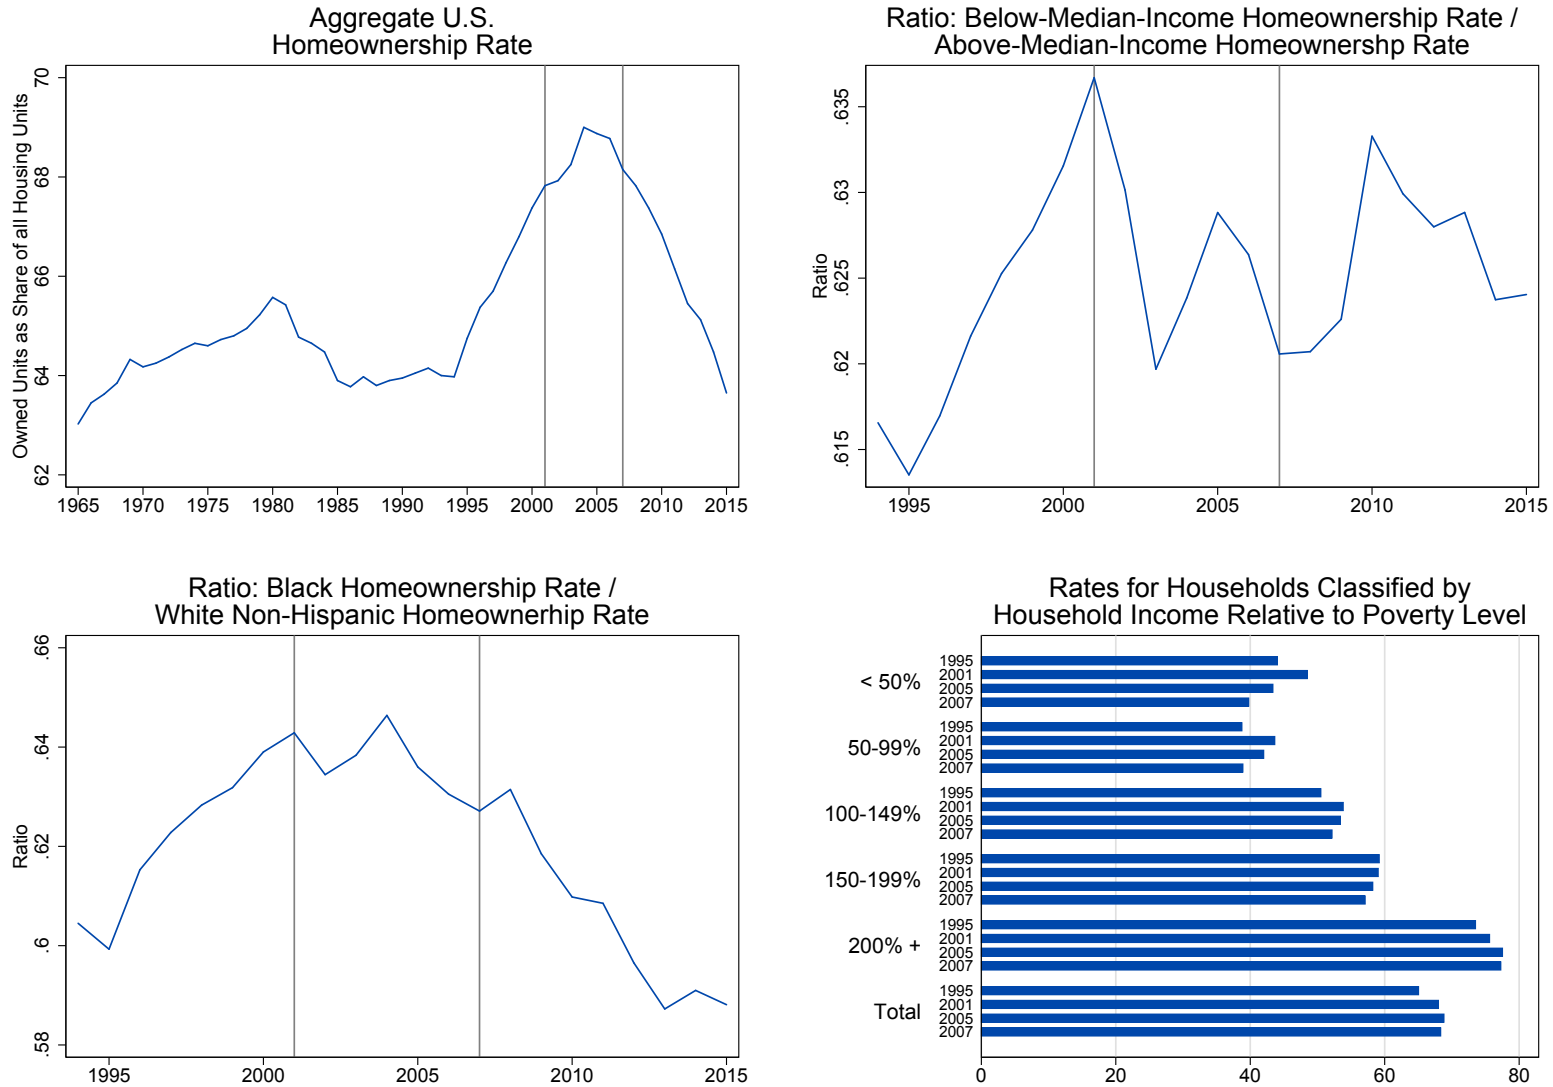 Aggregate U.S.
Homeownership Rate
Owned Units as Share of all Housing Units
70
68
66
64
62
1965 1970 1975 1980 1985 1990 1995 2000 2005 2010 2015
Ratio: Below-Median-Income Homeownership Rate /
Above-Median-Income Homeownershp Rate
Ratio
.635
.63
.625
.62
.615
1995 2000 2005 2010 2015
Ratio: Black Homeownership Rate /
White Non-Hispanic Homeownerhip Rate
Ratio
.66
.64
.62
.6
.58
1995 2000 2005 2010 2015
Rates for Households Classified by
Household Income Relative to Poverty Level
< 50%
1995
2001
2005
2007
50-99%
1995
2001
2005
2007
100-149%
1995
2001
2005
2007
150-199%
1995
2001
2005
2007
200% +
1995
2001
2005
2007
Total
1995
2001
2005
2007
0 20 40 60 80